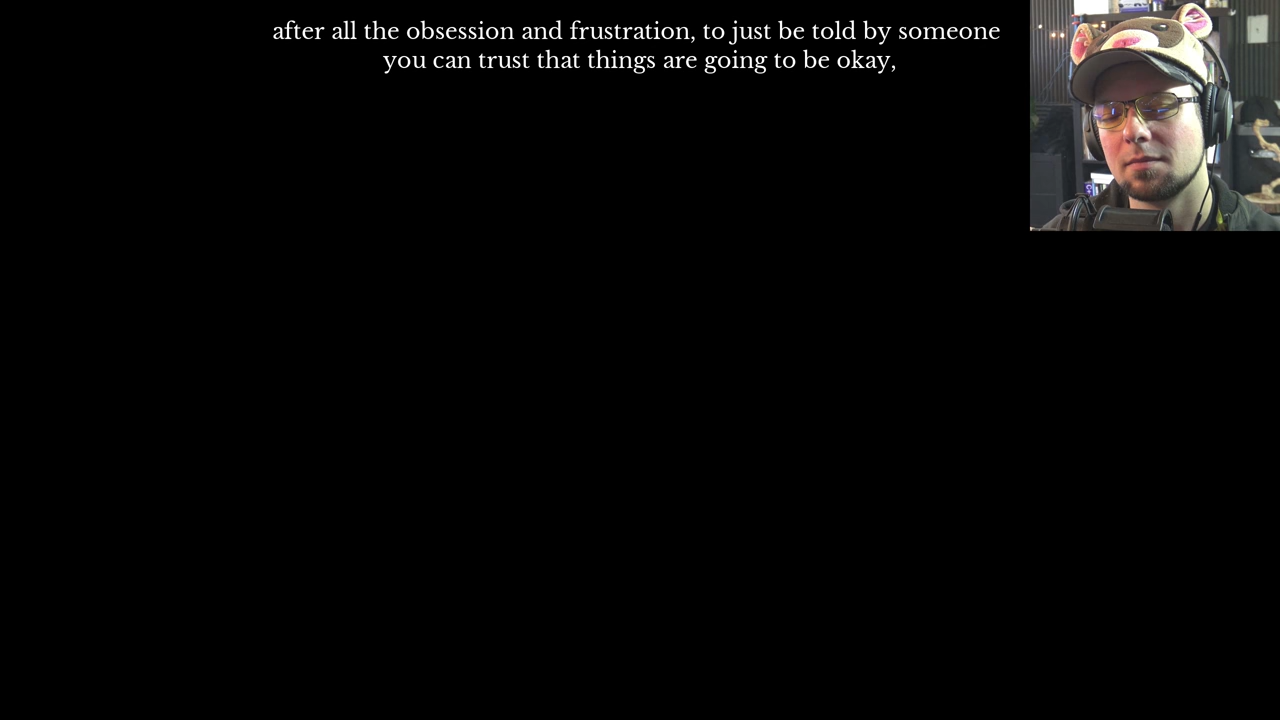 after all the obsession and frustration, to just be told by someone
you can trust that things are going to be okay,